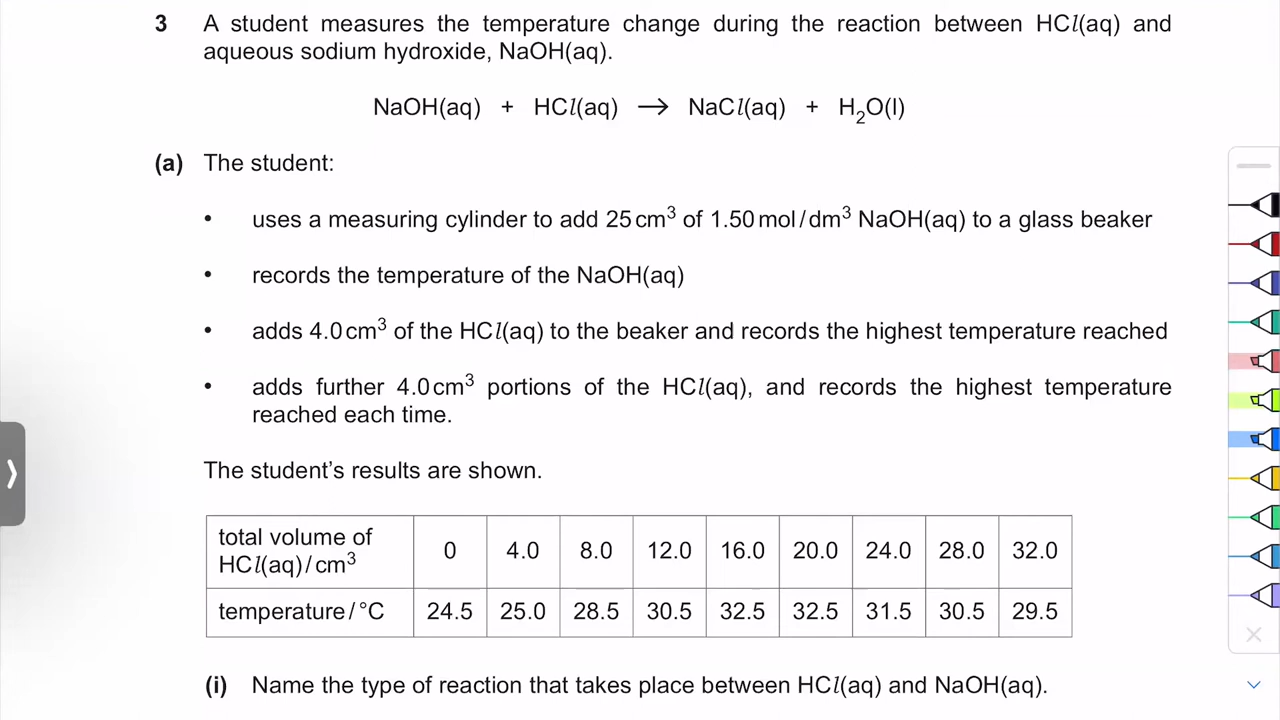 3 A student measures the temperature change during the reaction between HCl(aq) and
aqueous sodium hydroxide, NaOH(aq).
NaOH(aq) + HCl(aq) → NaCl(aq) + H₂O(l)
(a) The student:
• uses a measuring cylinder to add 25 cm³ of 1.50 mol/dm³ NaOH(aq) to a glass beaker
• records the temperature of the NaOH(aq)
• adds 4.0 cm³ of the HCl(aq) to the beaker and records the highest temperature reached
• adds further 4.0 cm³ portions of the HCl(aq), and records the highest temperature
reached each time.
The student's results are shown.
total volume of
HCl(aq)/cm³ 0 4.0 8.0 12.0 16.0 20.0 24.0 28.0 32.0
temperature/°C 24.5 25.0 28.5 30.5 32.5 32.5 31.5 30.5 29.5
(i) Name the type of reaction that takes place between HCl(aq) and NaOH(aq).